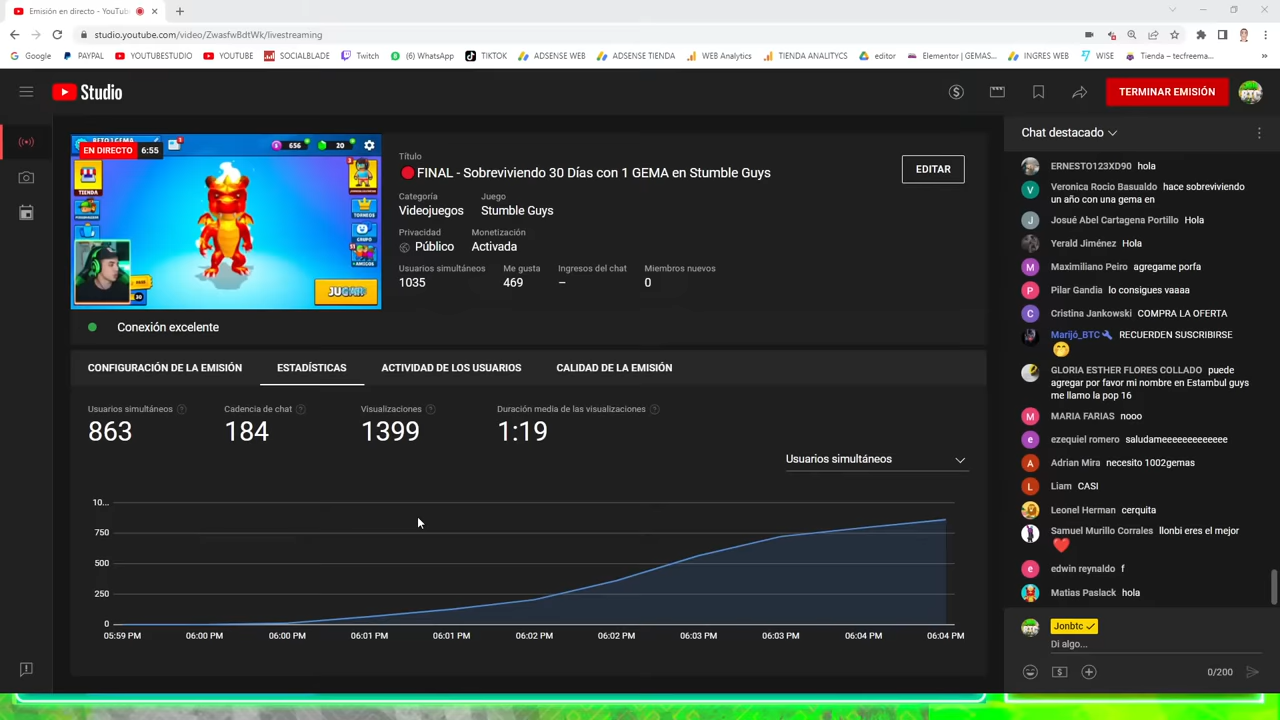 Emisión en directo - YouTub
studio.youtube.com/video/ZwasfwBdtWk/livestreaming
Google PAYPAL YOUTUBESTUDIO YOUTUBE SOCIALBLADE Twitch (6) WhatsApp TIKTOK ADSENSE WEB ADSENSE TIENDA WEB Analytics TIENDA ANALITYCS editor Elementor | GEMAS... INGRES WEB WISE Tienda – tecfreema... »
Studio
TERMINAR EMISIÓN
EN DIRECTO 6:55
656 20
TIENDA
TORNEOS
GRUPO
JUGAR
Título
FINAL - Sobreviviendo 30 Días con 1 GEMA en Stumble Guys
EDITAR
Categoría Juego
Videojuegos Stumble Guys
Privacidad Monetización
Público Activada
Usuarios simultáneos Me gusta Ingresos del chat Miembros nuevos
1035 469 – 0
Conexión excelente
CONFIGURACIÓN DE LA EMISIÓN ESTADÍSTICAS ACTIVIDAD DE LOS USUARIOS CALIDAD DE LA EMISIÓN
Usuarios simultáneos Cadencia de chat Visualizaciones Duración media de las visualizaciones
863 184 1399 1:19
Usuarios simultáneos
10...
750
500
250
0
05:59 PM 06:00 PM 06:00 PM 06:01 PM 06:01 PM 06:02 PM 06:02 PM 06:03 PM 06:03 PM 06:04 PM 06:04 PM
Chat destacado
ERNESTO123XD90 hola
Veronica Rocio Basualdo hace sobreviviendo
un año con una gema en
Josué Abel Cartagena Portillo Hola
Yerald Jiménez Hola
Maximiliano Peiro agregame porfa
Pilar Gandia lo consigues vaaaa
Cristina Jankowski COMPRA LA OFERTA
Marijó_BTC RECUERDEN SUSCRIBIRSE
GLORIA ESTHER FLORES COLLADO puede
agregar por favor mi nombre en Estambul guys
me llamo la pop 16
MARIA FARIAS nooo
ezequiel romero saludameeeeeeeeeeee
Adrian Mira necesito 1002gemas
Liam CASI
Leonel Herman cerquita
Samuel Murillo Corrales llonbi eres el mejor
❤️
edwin reynaldo f
Matias Paslack hola
Jonbtc
Di algo...
0/200